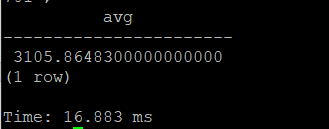 avg
-----------------------
3105.8648300000000000
(1 row)
Time: 16.883 ms